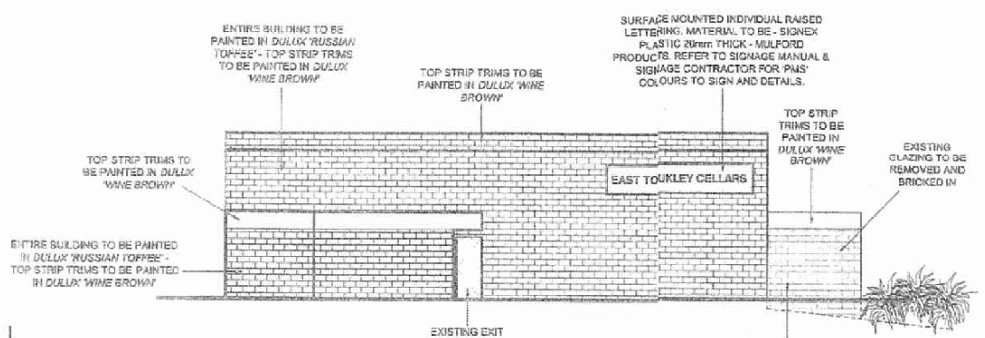 ENTIRE BUILDING TO BE
PAINTED IN DULUX 'RUSSIAN
TOFFEE' - TOP STRIP TRIMS
TO BE PAINTED IN DULUX
'WINE BROWN'
TOP STRIP TRIMS TO BE
PAINTED IN DULUX 'WINE
BROWN'
SURFACE MOUNTED INDIVIDUAL RAISED
LETTERING. MATERIAL TO BE - SIGNEX
PLASTIC 20mm THICK - MULFORD
PRODUCTS. REFER TO SIGNAGE MANUAL &
SIGNAGE CONTRACTOR FOR 'PMS'
COLOURS TO SIGN AND DETAILS.
TOP STRIP
TRIMS TO BE
PAINTED IN
DULUX 'WINE
BROWN'
EXISTING
GLAZING TO BE
REMOVED AND
BRICKED IN
TOP STRIP TRIMS TO
BE PAINTED IN DULUX
'WINE BROWN'
EAST TOUKLEY CELLARS
ENTIRE BUILDING TO BE PAINTED
IN DULUX 'RUSSIAN TOFFEE' -
TOP STRIP TRIMS TO BE PAINTED
IN DULUX 'WINE BROWN'
EXISTING EXIT